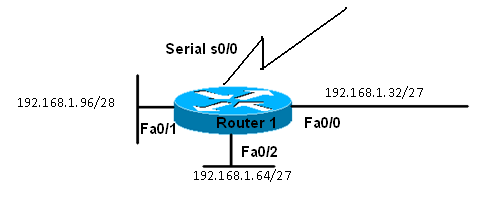 Serial s0/0
192.168.1.96/28
192.168.1.32/27
Fa0/1
Router 1
Fa0/0
Fa0/2
192.168.1.64/27